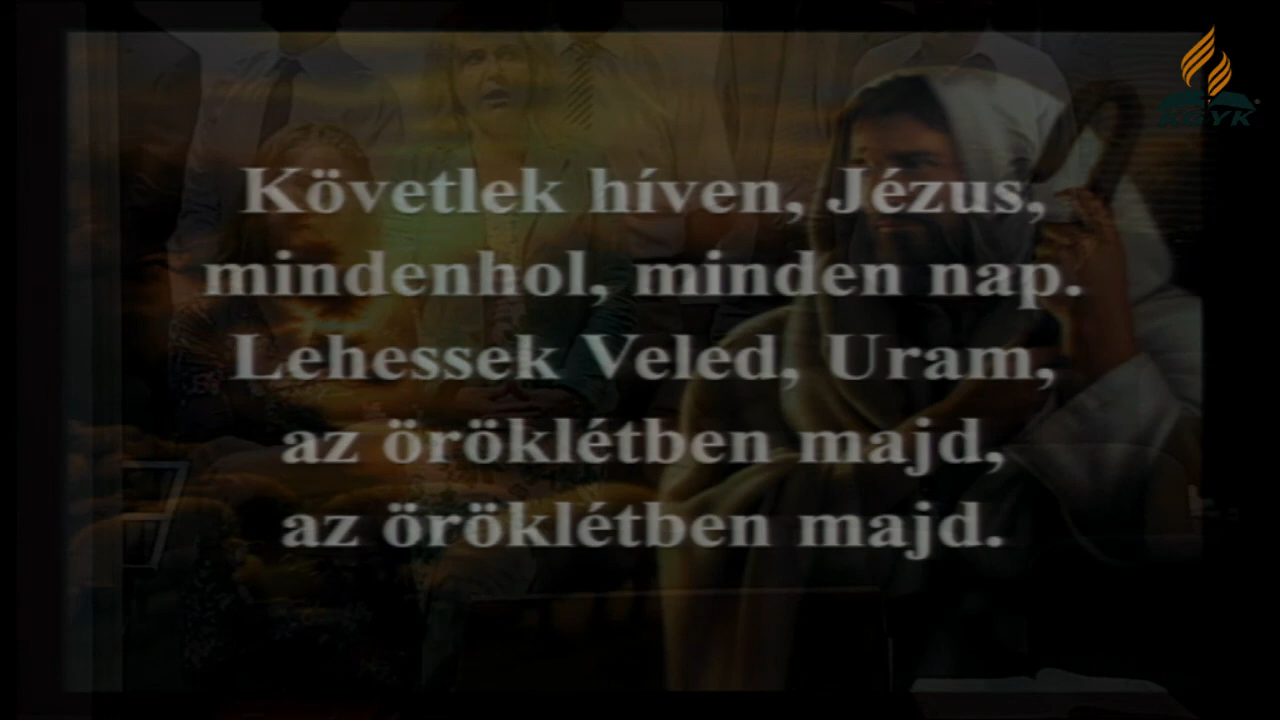 Követlek híven, Jézus,
mindenhol, minden nap.
Lehessek Veled, Uram,
az öröklétben majd,
az öröklétben majd.